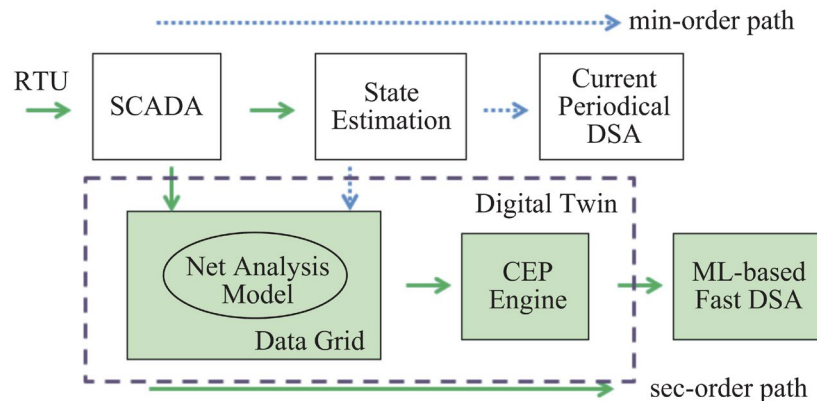 min-order path
RTU
SCADA
State
Estimation
Current
Periodical
DSA
Digital Twin
Net Analysis
Model
Data Grid
CEP
Engine
ML-based
Fast DSA
sec-order path